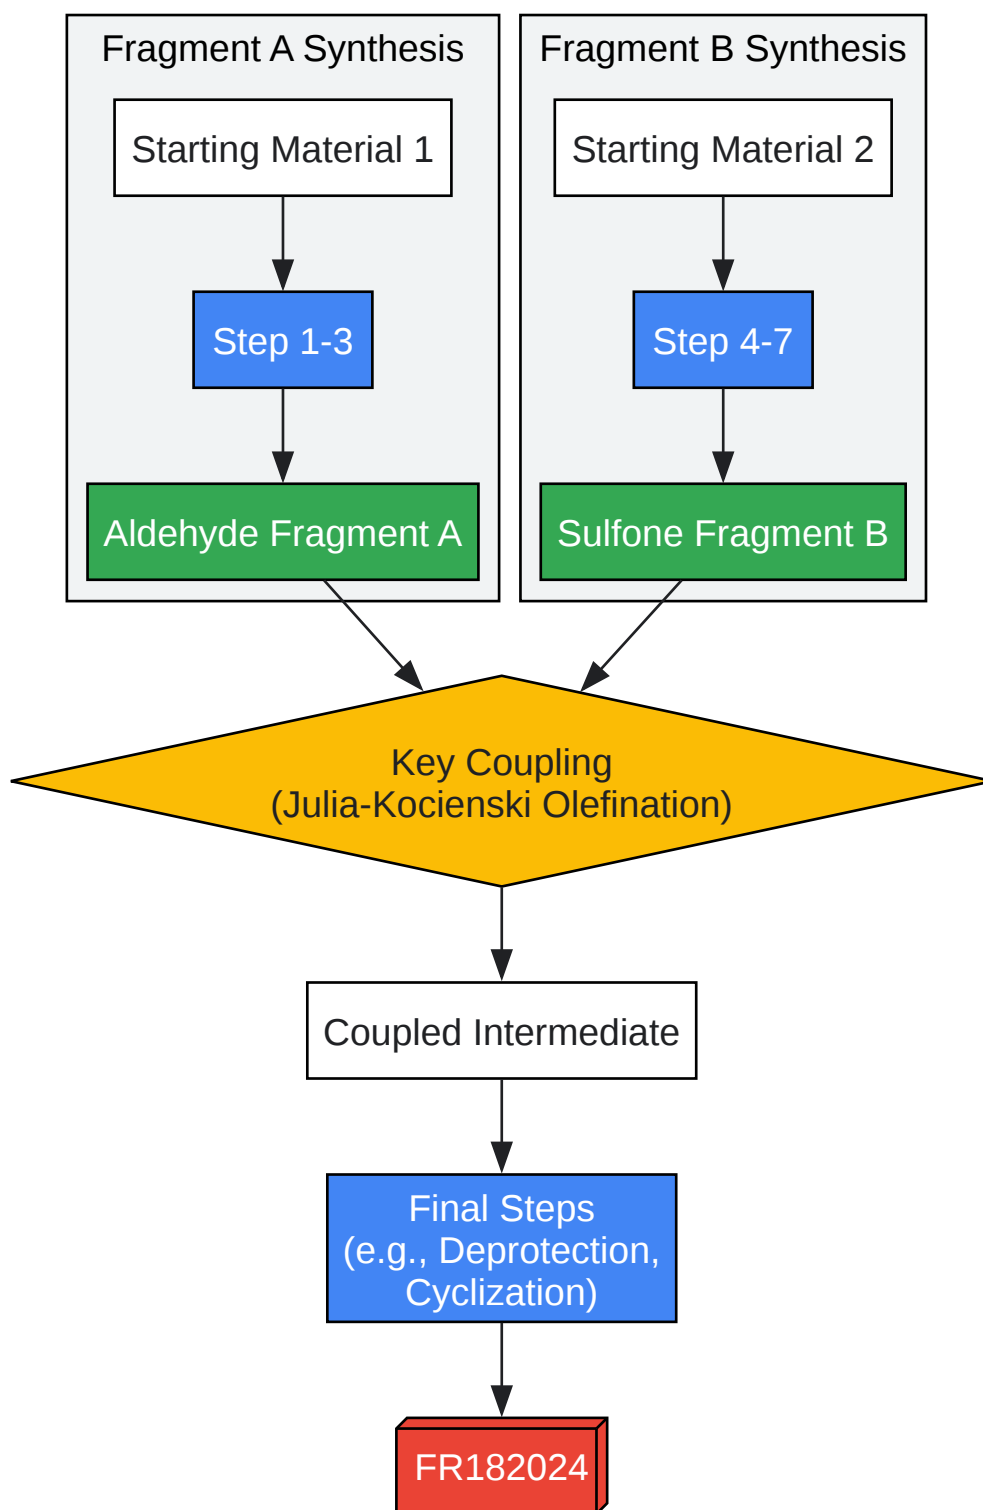 Fragment A Synthesis
Fragment B Synthesis
Starting Material 1
Starting Material 2
Step 1-3
Step 4-7
Aldehyde Fragment A
Sulfone Fragment B
Key Coupling
(Julia-Kocienski Olefination)
Coupled Intermediate
Final Steps
(e.g., Deprotection,
Cyclization)
FR182024